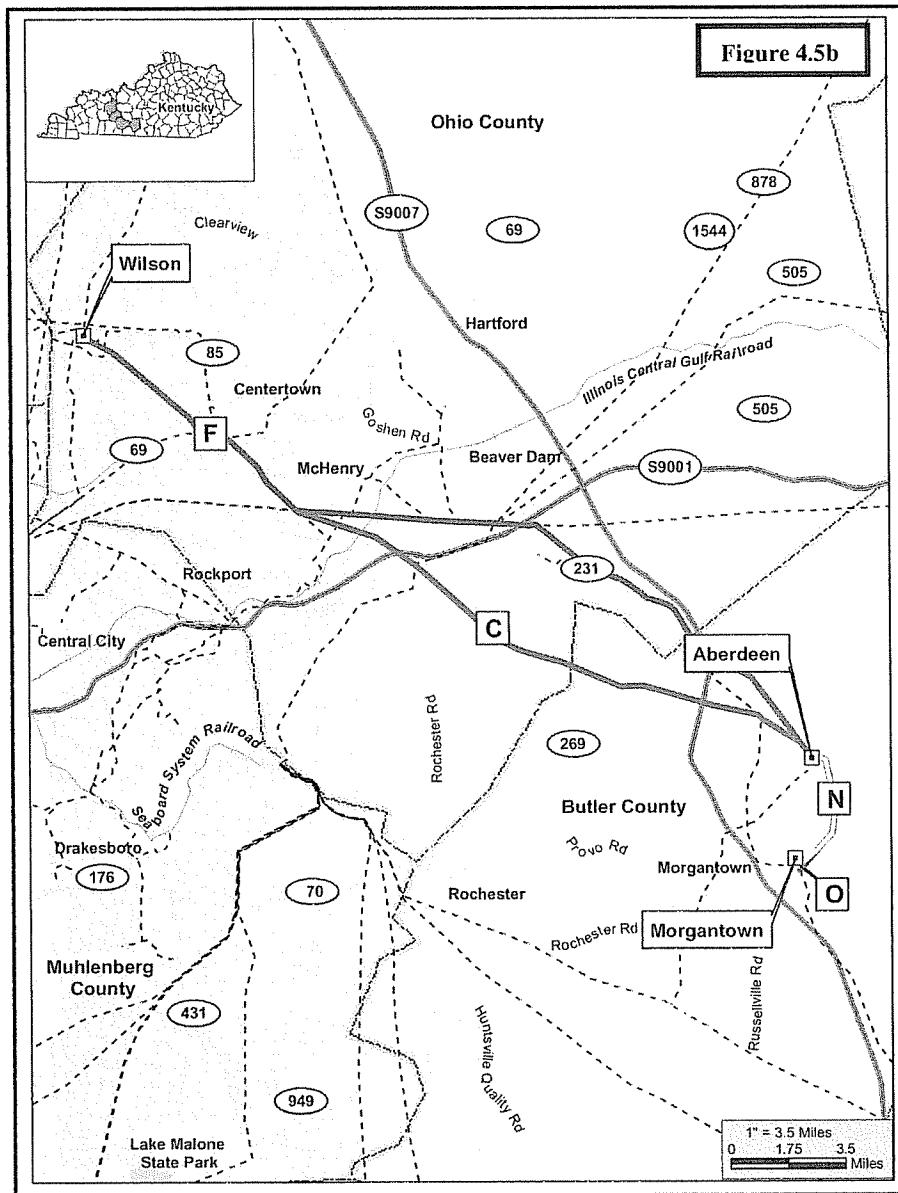 Figure 4.5b
Kentucky
Ohio County
878
S9007
69
1544
Clearview
Wilson
505
Hartford
Illinois Central Gulf Railroad
85
Centertown
505
F
Goshen Rd
69
McHenry
Beaver Dam
S9001
Rockport
231
C
Central City
Aberdeen
Rochester Rd
269
Seaboard System Railroad
Butler County
N
Provo Rd
Drakesboro
Morgantown
176
70
Rochester
O
Rochester Rd
Morgantown
Muhlenberg
County
Russellville Rd
431
Huntsville Quality Rd
949
1" = 3.5 Miles
0 1.75 3.5
Miles
Lake Malone
State Park